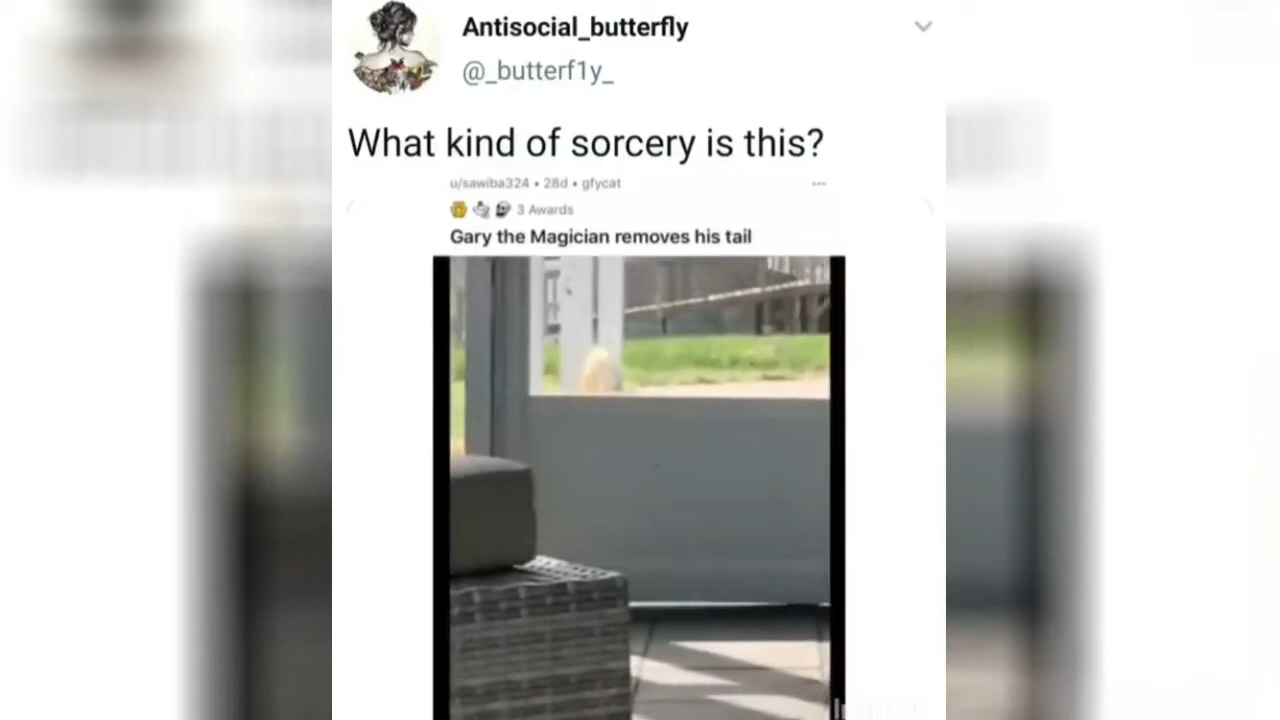 Antisocial_butterfly
@_butterf1y_
What kind of sorcery is this?
u/sawiba324 • 28d • gfycat
3 Awards
Gary the Magician removes his tail